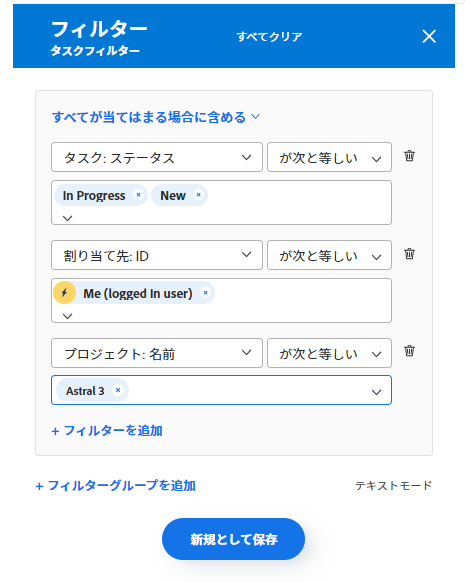 フィルター
タスクフィルター
すべてクリア
すべてが当てはまる場合に含める
タスク: ステータス が次と等しい
In Progress New
割り当て先: ID が次と等しい
Me (logged in user)
プロジェクト: 名前 が次と等しい
Astral 3
+ フィルターを追加
+ フィルターグループを追加 テキストモード
新規として保存